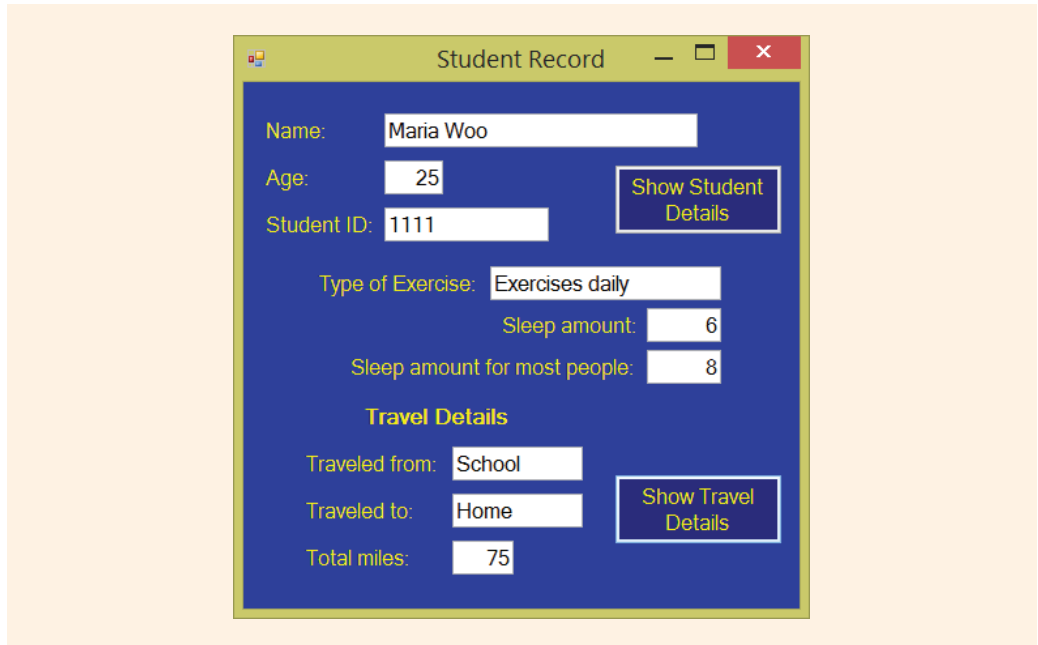 Student Record
Name: Maria Woo
Age: 25
Show Student
Details
Student ID: 1111
Type of Exercise: Exercises daily
Sleep amount: 6
Sleep amount for most people: 8
Travel Details
Traveled from: School
Traveled to: Home
Show Travel
Details
Total miles: 75